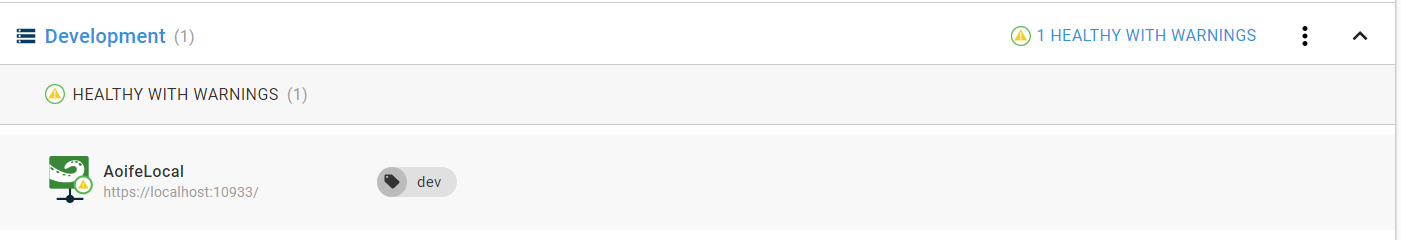 Development (1) 1 HEALTHY WITH WARNINGS
HEALTHY WITH WARNINGS (1)
AoifeLocal
https://localhost:10933/
dev